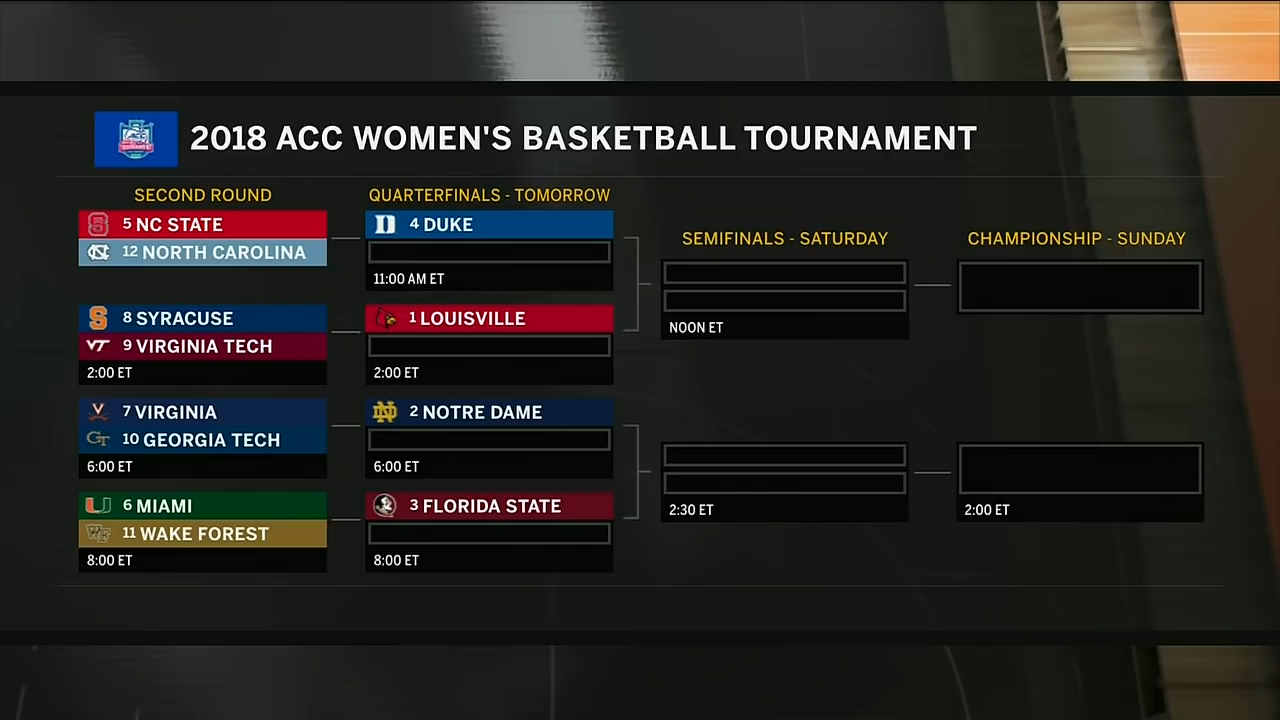 2018 ACC WOMEN'S BASKETBALL TOURNAMENT
SECOND ROUND
5 NC STATE
12 NORTH CAROLINA
8 SYRACUSE
9 VIRGINIA TECH
2:00 ET
7 VIRGINIA
10 GEORGIA TECH
6:00 ET
6 MIAMI
11 WAKE FOREST
8:00 ET
QUARTERFINALS - TOMORROW
4 DUKE
11:00 AM ET
1 LOUISVILLE
2:00 ET
2 NOTRE DAME
6:00 ET
3 FLORIDA STATE
8:00 ET
SEMIFINALS - SATURDAY
NOON ET
2:30 ET
CHAMPIONSHIP - SUNDAY
2:00 ET